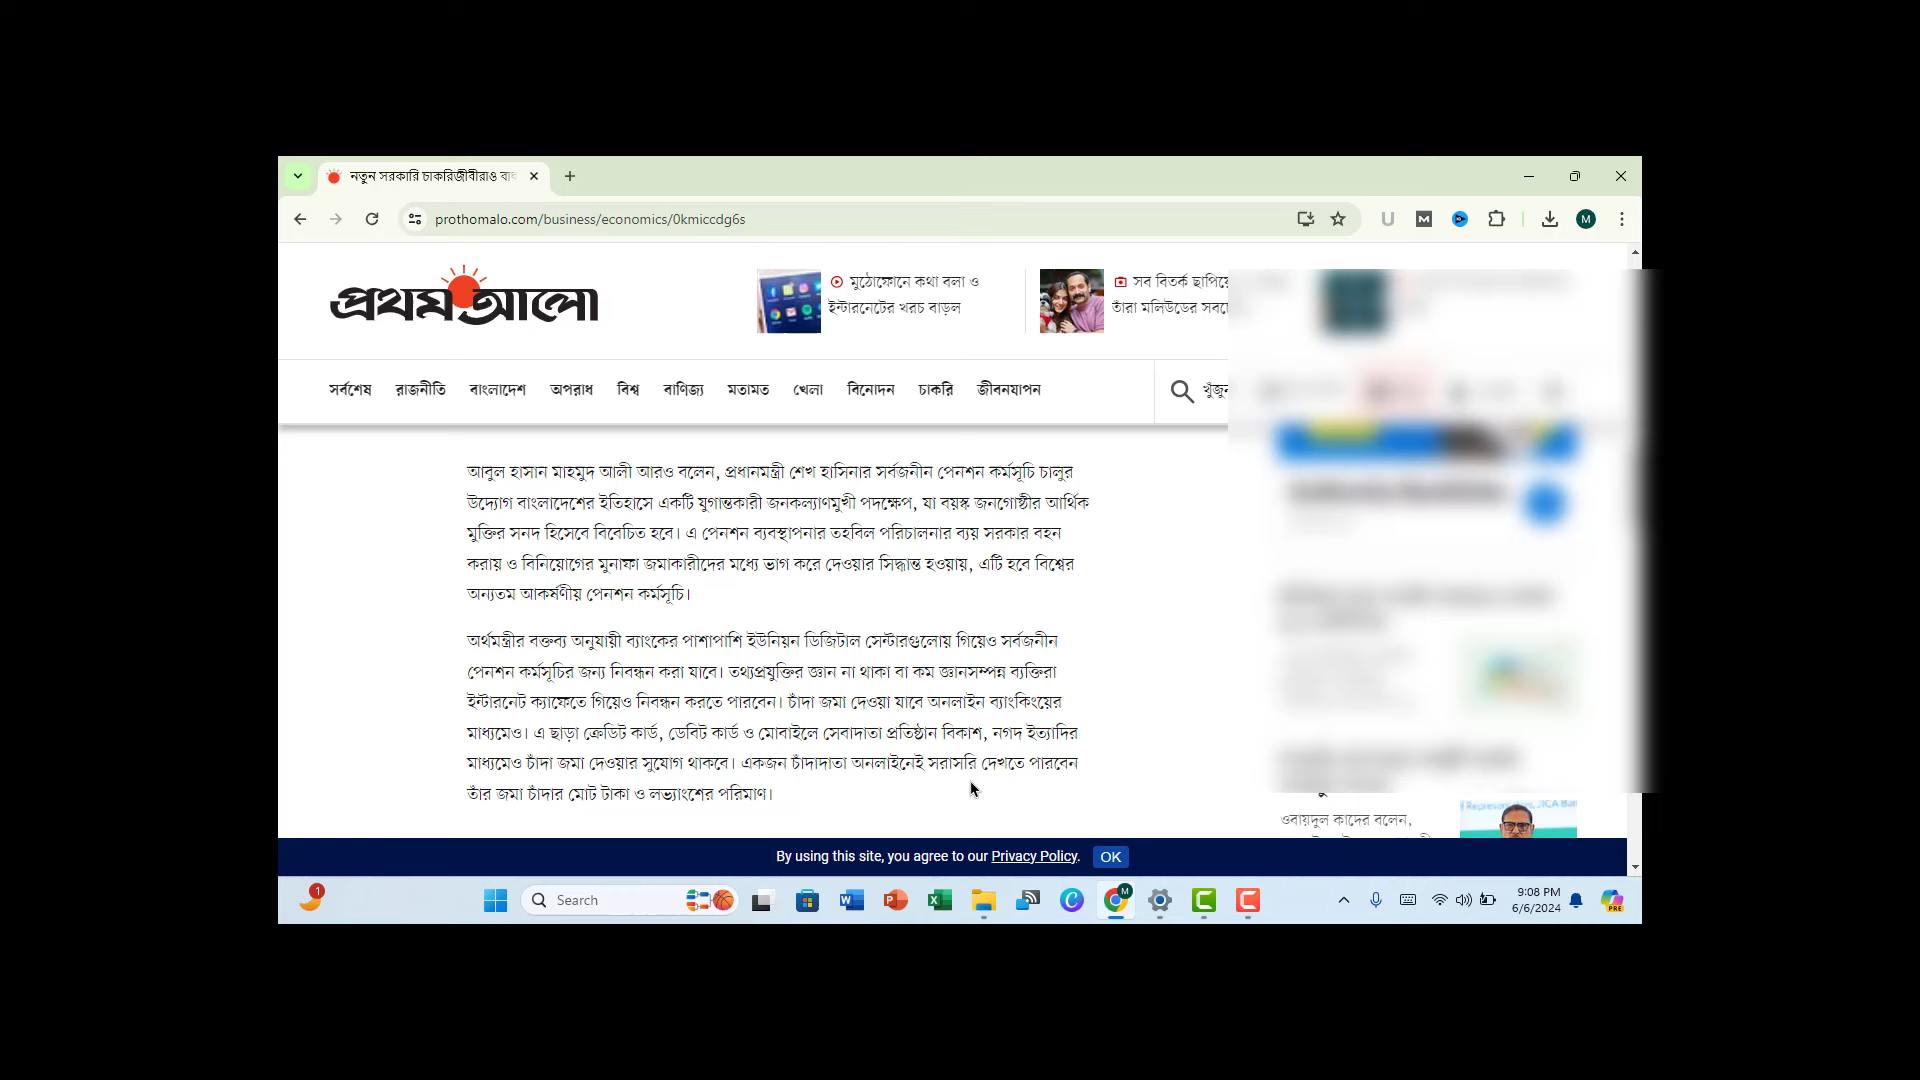 নতুন সরকারি চাকরিজীবীরাও
prothomalo.com/business/economics/0kmiccdg6s
M
প্রথম আলো
মুঠোফোনে কথা বলা ও
ইন্টারনেটের খরচ বাড়ল
সব বিতর্ক ছাপিয়ে
তাঁরা মলিউডের
সর্বশেষ রাজনীতি বাংলাদেশ অপরাধ বিশ্ব বাণিজ্য মতামত খেলা বিনোদন চাকরি জীবনযাপন
আবুল হাসান মাহমুদ আলী আরও বলেন, প্রধানমন্ত্রী শেখ হাসিনার সর্বজনীন পেনশন কর্মসূচি চালুর
উদ্যোগ বাংলাদেশের ইতিহাসে একটি যুগান্তকারী জনকল্যাণমুখী পদক্ষেপ, যা বয়স্ক জনগোষ্ঠীর আর্থিক
মুক্তির সনদ হিসেবে বিবেচিত হবে। এ পেনশন ব্যবস্থাপনার তহবিল পরিচালনার ব্যয় সরকার বহন
করায় ও বিনিয়োগের মুনাফা জমাকারীদের মধ্যে ভাগ করে দেওয়ার সিদ্ধান্ত হওয়ায়, এটি হবে বিশ্বের
অন্যতম আকর্ষণীয় পেনশন কর্মসূচি।
অর্থমন্ত্রীর বক্তব্য অনুযায়ী ব্যাংকের পাশাপাশি ইউনিয়ন ডিজিটাল সেন্টারগুলোয় গিয়েও সর্বজনীন
পেনশন কর্মসূচির জন্য নিবন্ধন করা যাবে। তথ্যপ্রযুক্তির জ্ঞান না থাকা বা কম জ্ঞানসম্পন্ন ব্যক্তিরা
ইন্টারনেট ক্যাফেতে গিয়েও নিবন্ধন করতে পারবেন। চাঁদা জমা দেওয়া যাবে অনলাইন ব্যাংকিংয়ের
মাধ্যমেও। এ ছাড়া ক্রেডিট কার্ড, ডেবিট কার্ড ও মোবাইলে সেবাদাতা প্রতিষ্ঠান বিকাশ, নগদ ইত্যাদির
মাধ্যমেও চাঁদা জমা দেওয়ার সুযোগ থাকবে। একজন চাঁদাদাতা অনলাইনেই সরাসরি দেখতে পারবেন
তাঁর জমা চাঁদার মোট টাকা ও লভ্যাংশের পরিমাণ।
ওবায়দুল কাদের বলেন,
By using this site, you agree to our Privacy Policy. OK
1
Search
9:08 PM
6/6/2024
PRE